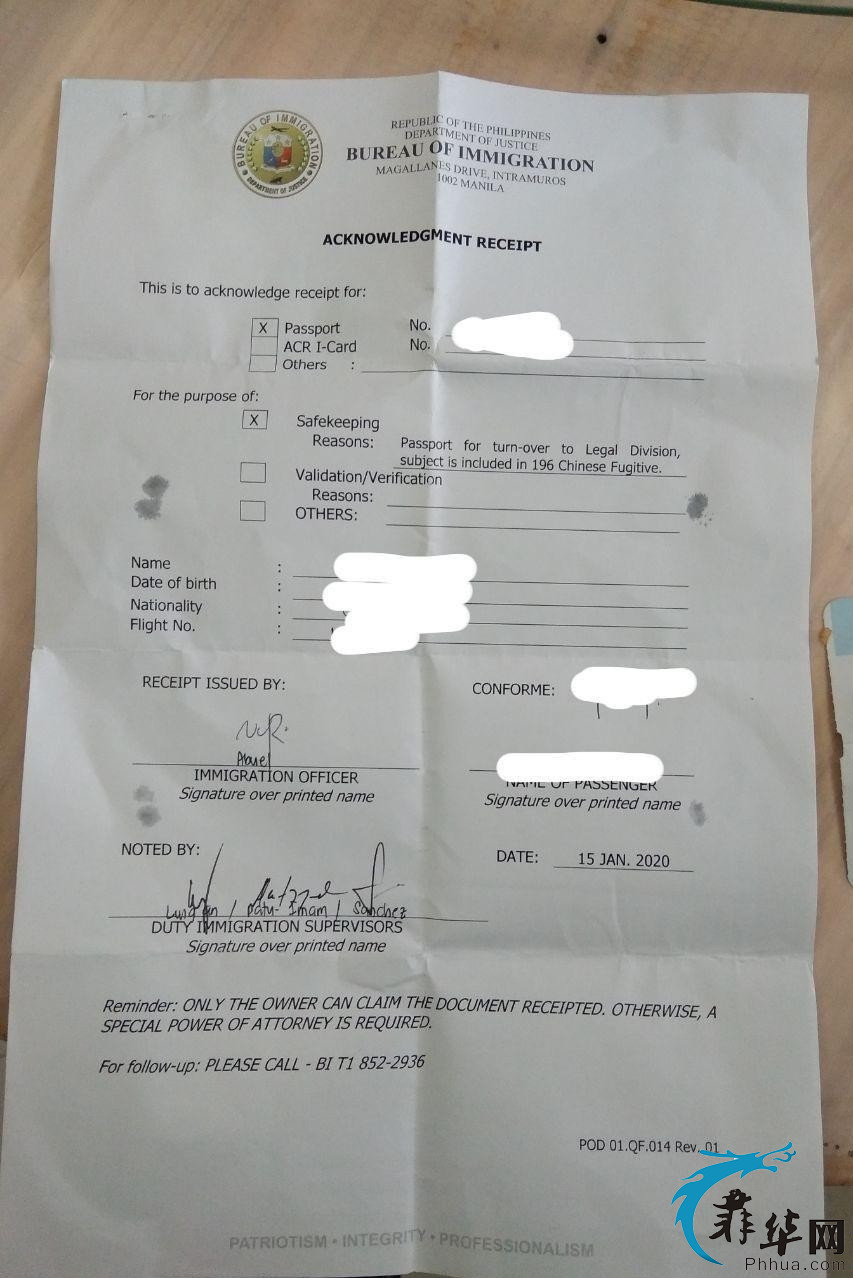 BUREAU OF IMMIGRATION
DEPARTMENT OF JUSTICE
REPUBLIC OF THE PHILIPPINES
DEPARTMENT OF JUSTICE
BUREAU OF IMMIGRATION
MAGALLANES DRIVE, INTRAMUROS
1002 MANILA
ACKNOWLEDGMENT RECEIPT
This is to acknowledge receipt for:
X Passport No.
ACR I-Card No.
Others :
For the purpose of:
X Safekeeping
Reasons: Passport for turn-over to Legal Division,
subject is included in 196 Chinese Fugitive.
Validation/Verification
Reasons:
OTHERS:
Name :
Date of birth :
Nationality :
Flight No. :
RECEIPT ISSUED BY:
CONFORME:
IMMIGRATION OFFICER
Signature over printed name
NAME OF PASSENGER
Signature over printed name
NOTED BY:
DATE: 15 JAN. 2020
Imam / Sanchez
DUTY IMMIGRATION SUPERVISORS
Signature over printed name
Reminder: ONLY THE OWNER CAN CLAIM THE DOCUMENT RECEIPTED. OTHERWISE, A
SPECIAL POWER OF ATTORNEY IS REQUIRED.
For follow-up: PLEASE CALL - BI T1 852-2936
POD 01.QF.014 Rev. 01
PATRIOTISM • INTEGRITY • PROFESSIONALISM
菲华网
Phhua.com